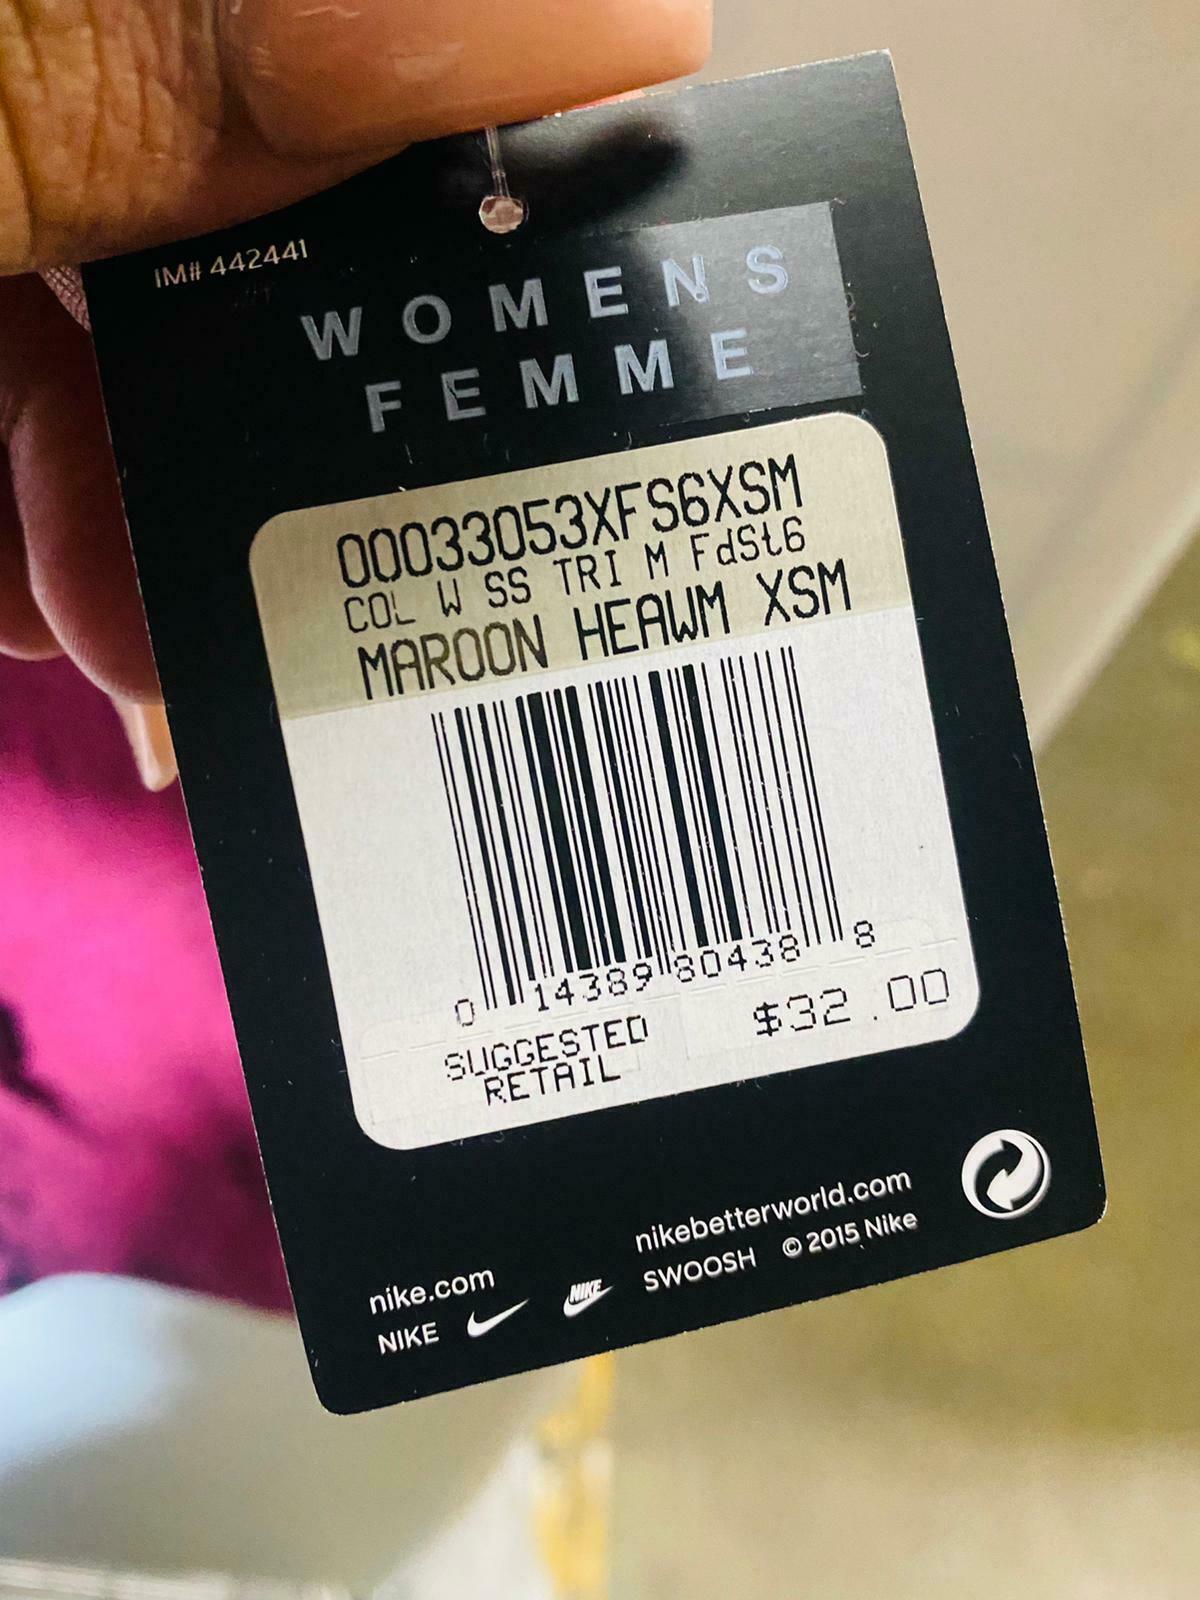 IM# 442441
WOMENS
FEMME
00033053XFS6XSM
COL W SS TRI M FdSt6
MAROON HEAWM XSM
0 14389 80438 8
SUGGESTED
RETAIL
$32.00
nikebetterworld.com
nike.com
NIKE NIKE SWOOSH © 2015 Nike